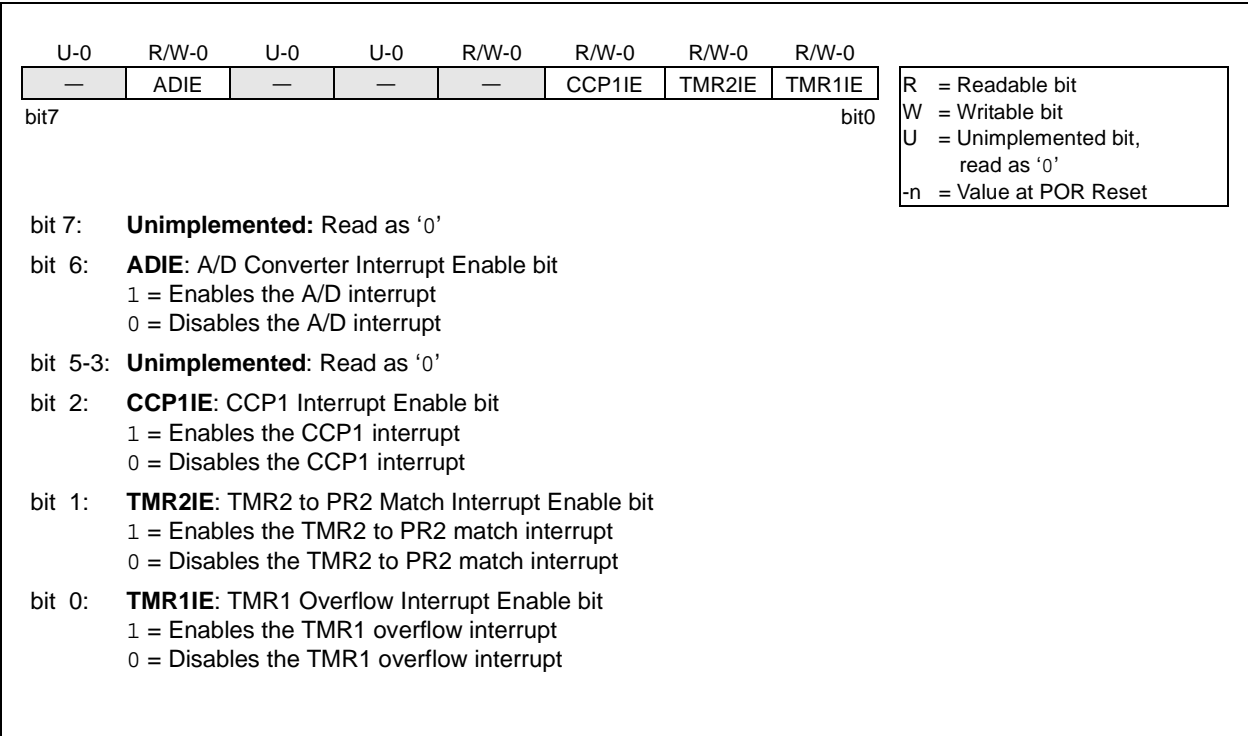 U-0 R/W-0 U-0 U-0 R/W-0 R/W-0 R/W-0 R/W-0
— ADIE — — — CCP1IE TMR2IE TMR1IE
bit7 bit0
R = Readable bit
W = Writable bit
U = Unimplemented bit,
read as ‘0’
-n = Value at POR Reset
bit 7: Unimplemented: Read as ‘0’
bit 6: ADIE: A/D Converter Interrupt Enable bit
1 = Enables the A/D interrupt
0 = Disables the A/D interrupt
bit 5-3: Unimplemented: Read as ‘0’
bit 2: CCP1IE: CCP1 Interrupt Enable bit
1 = Enables the CCP1 interrupt
0 = Disables the CCP1 interrupt
bit 1: TMR2IE: TMR2 to PR2 Match Interrupt Enable bit
1 = Enables the TMR2 to PR2 match interrupt
0 = Disables the TMR2 to PR2 match interrupt
bit 0: TMR1IE: TMR1 Overflow Interrupt Enable bit
1 = Enables the TMR1 overflow interrupt
0 = Disables the TMR1 overflow interrupt